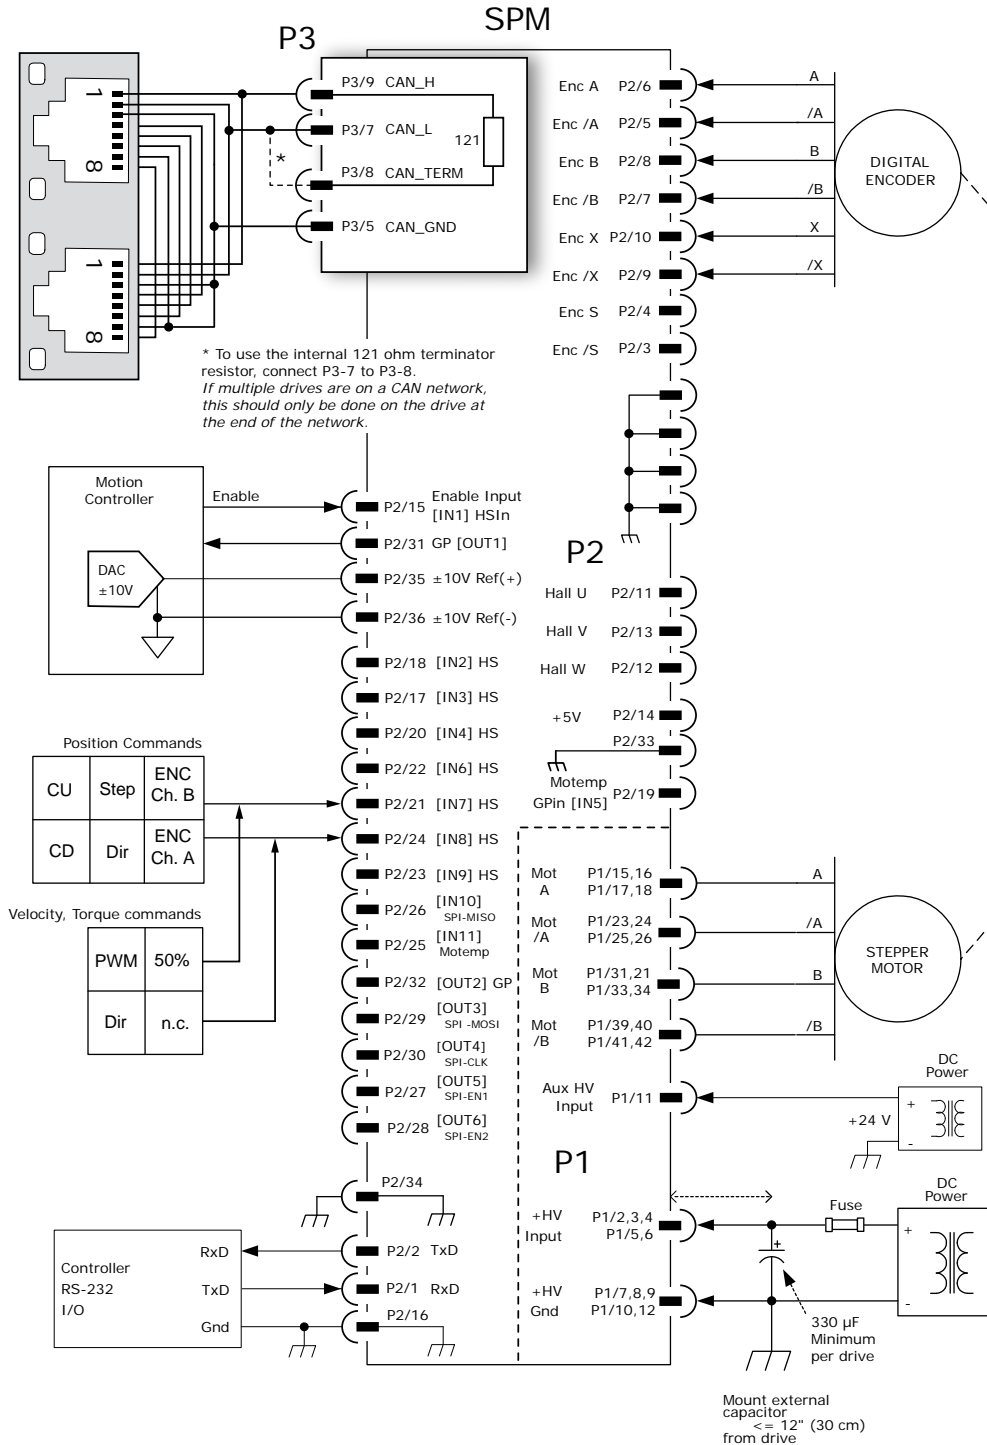 SPM
P3
1
8
1
8
P3/9 CAN_H
P3/7 CAN_L
121
*
P3/8 CAN_TERM
P3/5 CAN_GND
* To use the internal 121 ohm terminator
resistor, connect P3-7 to P3-8.
If multiple drives are on a CAN network,
this should only be done on the drive at
the end of the network.
Enc A P2/6 A
Enc /A P2/5 /A
Enc B P2/8 B
Enc /B P2/7 /B
Enc X P2/10 X
Enc /X P2/9 /X
Enc S P2/4
Enc /S P2/3
DIGITAL
ENCODER
P2
Motion
Controller
Enable
DAC
±10V
P2/15 Enable Input
[IN1] HSIn
P2/31 GP [OUT1]
P2/35 ±10V Ref(+)
P2/36 ±10V Ref(-)
P2/18 [IN2] HS
P2/17 [IN3] HS
P2/20 [IN4] HS
P2/22 [IN6] HS
P2/21 [IN7] HS
P2/24 [IN8] HS
P2/23 [IN9] HS
P2/26 [IN10]
SPI-MISO
P2/25 [IN11]
Motemp
P2/32 [OUT2] GP
P2/29 [OUT3]
SPI -MOSI
P2/30 [OUT4]
SPI-CLK
P2/27 [OUT5]
SPI-EN1
P2/28 [OUT6]
SPI-EN2
Position Commands
CU Step ENC
Ch. B
CD Dir ENC
Ch. A
Velocity, Torque commands
PWM 50%
Dir n.c.
Hall U P2/11
Hall V P2/13
Hall W P2/12
+5V P2/14
P2/33
Motemp
GPin [IN5] P2/19
Mot
A
P1/15,16
P1/17,18
A
Mot
/A
P1/23,24
P1/25,26
/A
Mot
B
P1/31,21
P1/33,34
B
Mot
/B
P1/39,40
P1/41,42
/B
STEPPER
MOTOR
Aux HV
Input
P1/11
DC
Power
+
+24 V
-
P1
+HV
Input
P1/2,3,4
P1/5,6
Fuse
DC
Power
+
-
+
+HV
Gnd
P1/7,8,9
P1/10,12
330 µF
Minimum
per drive
Mount external
capacitor
<= 12" (30 cm)
from drive
P2/34
Controller
RS-232
I/O
RxD
TxD
Gnd
P2/2 TxD
P2/1 RxD
P2/16